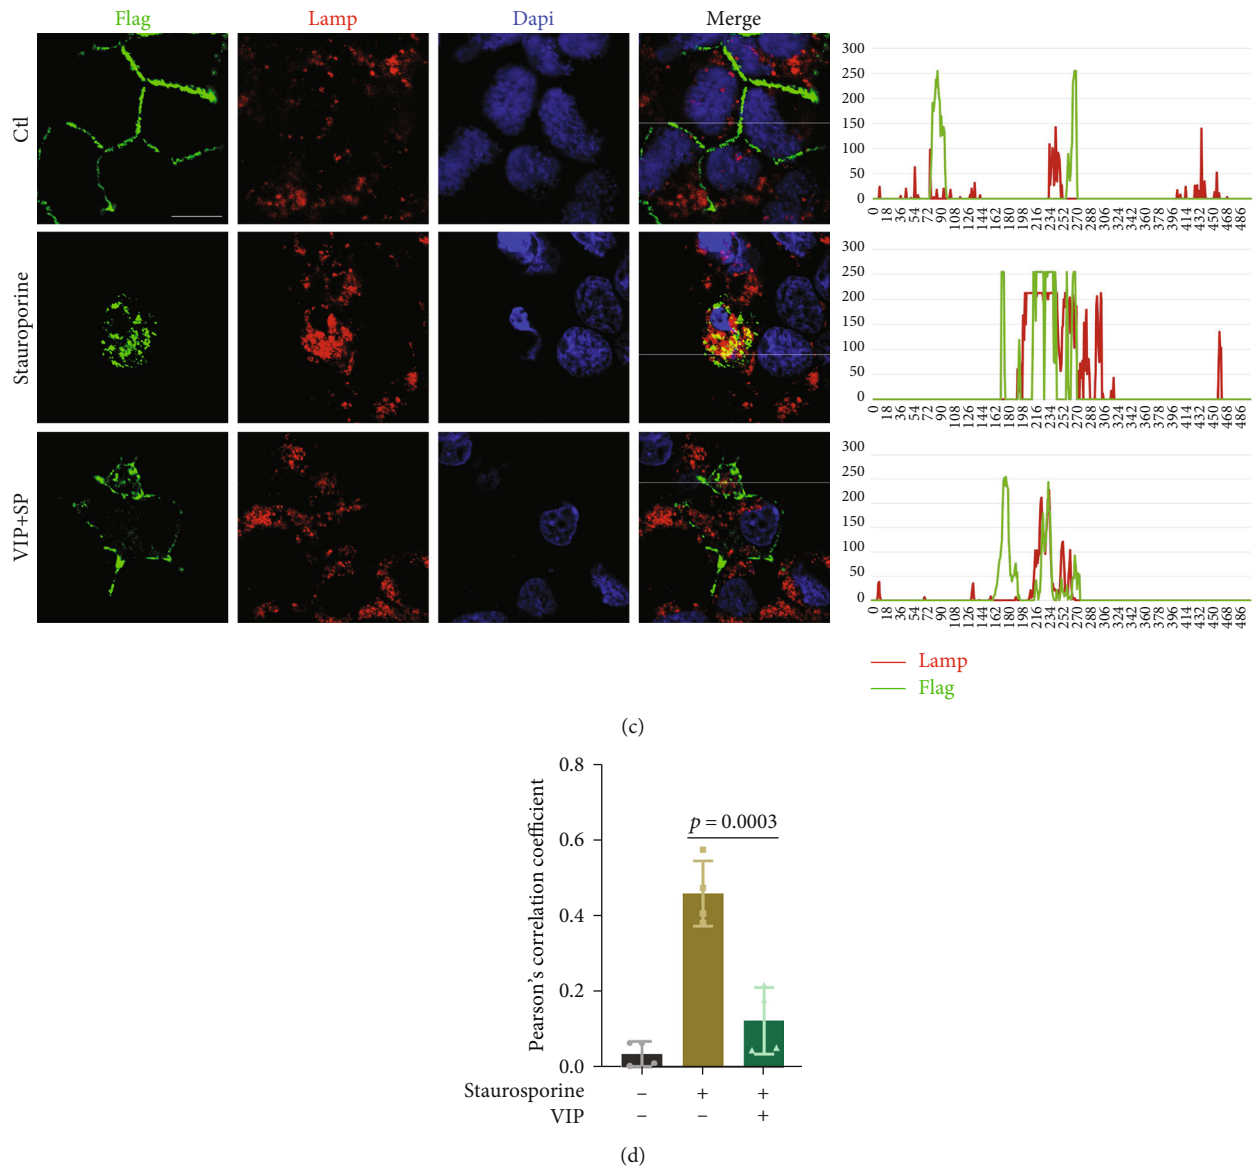 Flag Lamp Dapi Merge
Ctl
300
250
200
150
100
50
0
0 18 36 54 72 90 108 126 144 162 180 198 216 234 252 270 288 306 324 342 360 378 396 414 432 450 468 486
Stauroporine
300
250
200
150
100
50
0
0 18 36 54 72 90 108 126 144 162 180 198 216 234 252 270 288 306 324 342 360 378 396 414 432 450 468 486
VIP+SP
300
250
200
150
100
50
0
0 18 36 54 72 90 108 126 144 162 180 198 216 234 252 270 288 306 324 342 360 378 396 414 432 450 468 486
Lamp
Flag
(c)
Pearson's correlation coefficient
0.8
0.6
0.4
0.2
0.0
p = 0.0003
Staurosporine – + +
VIP – – +
(d)